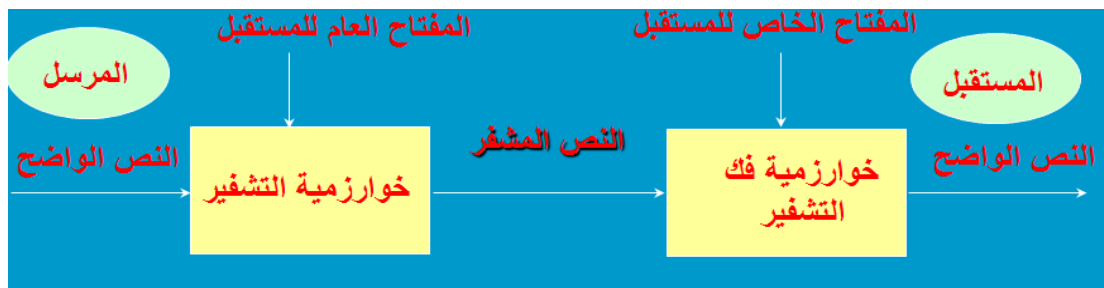 المفتاح العام للمستقبل
المفتاح الخاص للمستقبل
المرسل
المستقبل
النص الواضح
خوارزمية التشفير
النص المشفر
خوارزمية فك
التشفير
النص الواضح